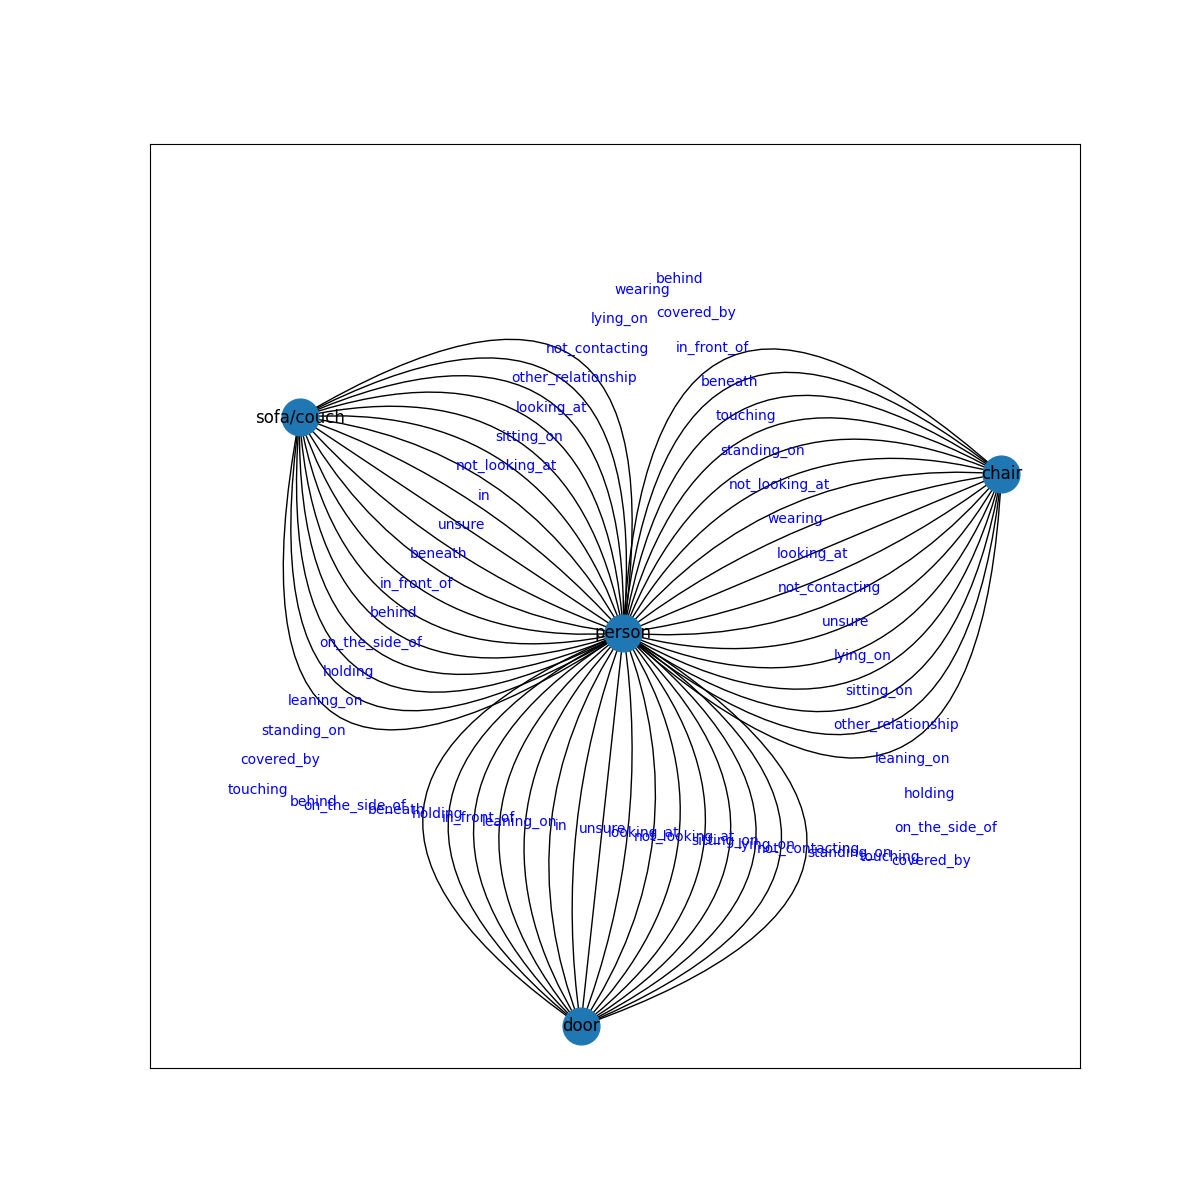 behind
wearing
covered_by
lying_on
in_front_of
not_contacting
other_relationship
beneath
looking_at
touching
sofa/couch
sitting_on
standing_on
not_looking_at
chair
not_looking_at
in
wearing
unsure
beneath
looking_at
in_front_of
not_contacting
behind
unsure
person
on_the_side_of
lying_on
holding
sitting_on
leaning_on
other_relationship
standing_on
covered_by
leaning_on
touching
holding
behind
on_the_side_of
beneath
holding
in_front_of
leaning_on
in
unsure
looking_at
not_looking_at
sitting_on
lying_on
not_contacting
standing_on
touching
covered_by
on_the_side_of
door